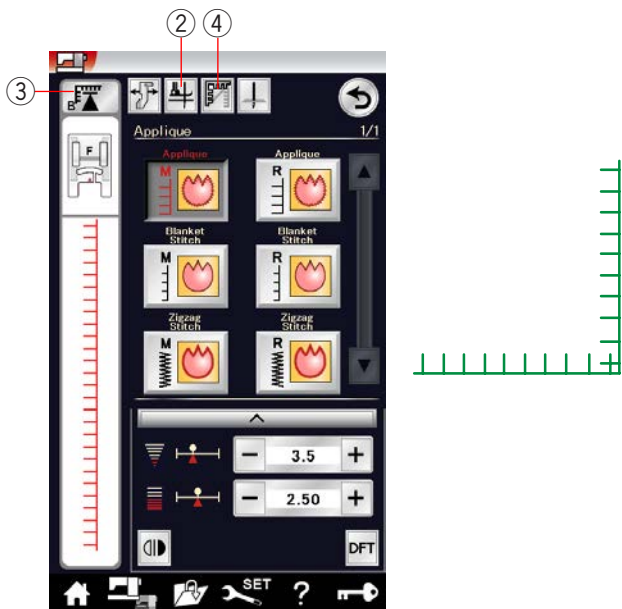 ② ④
③
B
F
Applique 1/1
Applique Applique
M R
Blanket Stitch Blanket Stitch
M R
Zigzag Stitch Zigzag Stitch
M R
− 3.5 +
− 2.50 +
DFT
SET ?